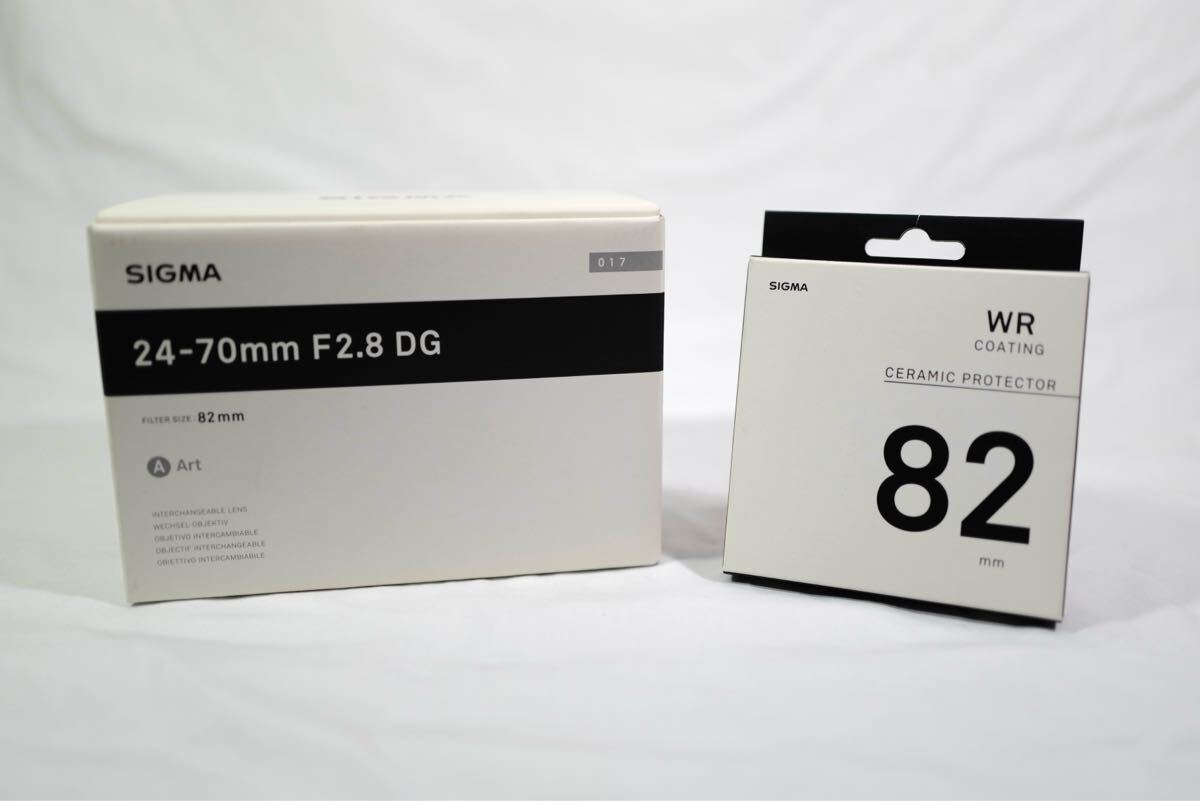 SIGMA
017
24-70mm F2.8 DG
FILTER SIZE: 82mm
A Art
INTERCHANGEABLE LENS
WECHSEL-OBJEKTIV
OBJETIVO INTERCAMBIABLE
OBJECTIF INTERCHANGEABLE
OBIETTIVO INTERCAMBIABILE
SIGMA
WR
COATING
CERAMIC PROTECTOR
82
mm